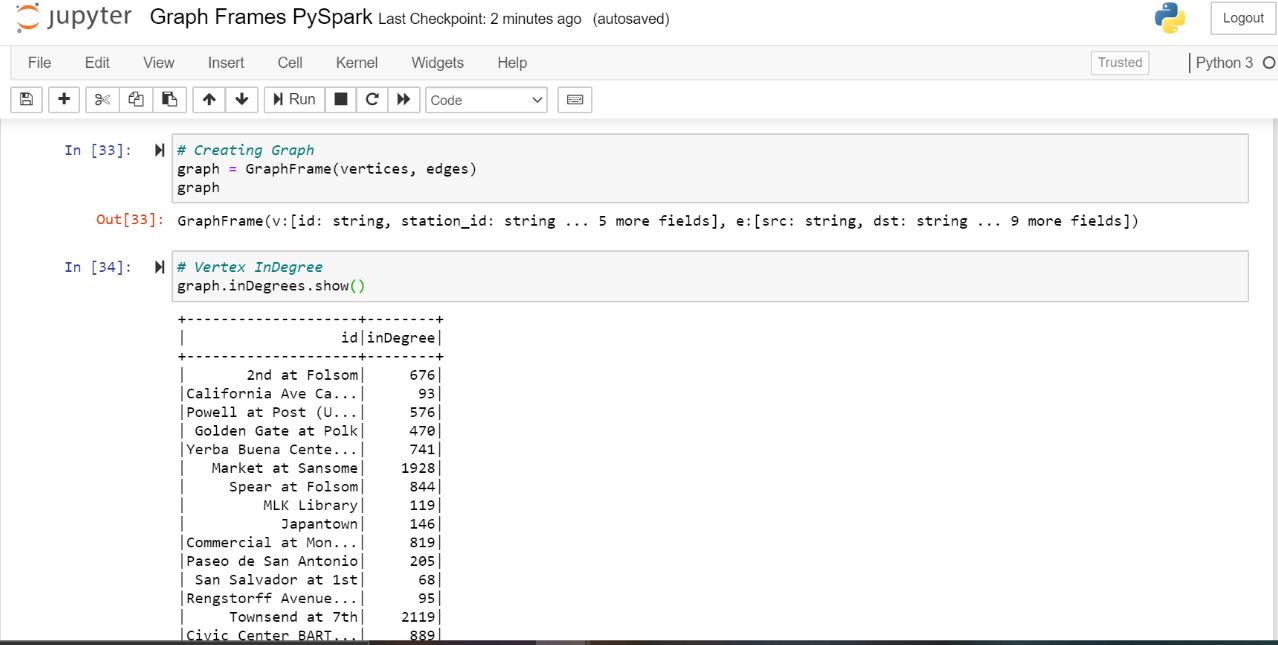 jupyter Graph Frames PySpark Last Checkpoint: 2 minutes ago (autosaved)
Logout
File Edit View Insert Cell Kernel Widgets Help Trusted Python 3
Run Code
In [33]: # Creating Graph
graph = GraphFrame(vertices, edges)
graph
Out[33]: GraphFrame(v:[id: string, station_id: string ... 5 more fields], e:[src: string, dst: string ... 9 more fields])
In [34]: # Vertex InDegree
graph.inDegrees.show()
+--------------------+--------+
|                  id|inDegree|
+--------------------+--------+
|       2nd at Folsom|     676|
|California Ave Ca...|      93|
|Powell at Post (U...|     576|
| Golden Gate at Polk|     470|
|Yerba Buena Cente...|     741|
|   Market at Sansome|    1928|
|     Spear at Folsom|     844|
|         MLK Library|     119|
|           Japantown|     146|
|Commercial at Mon...|     819|
|Paseo de San Antonio|     205|
| San Salvador at 1st|      68|
|Rengstorff Avenue...|      95|
|     Townsend at 7th|    2119|
|Civic Center BART...|     889|